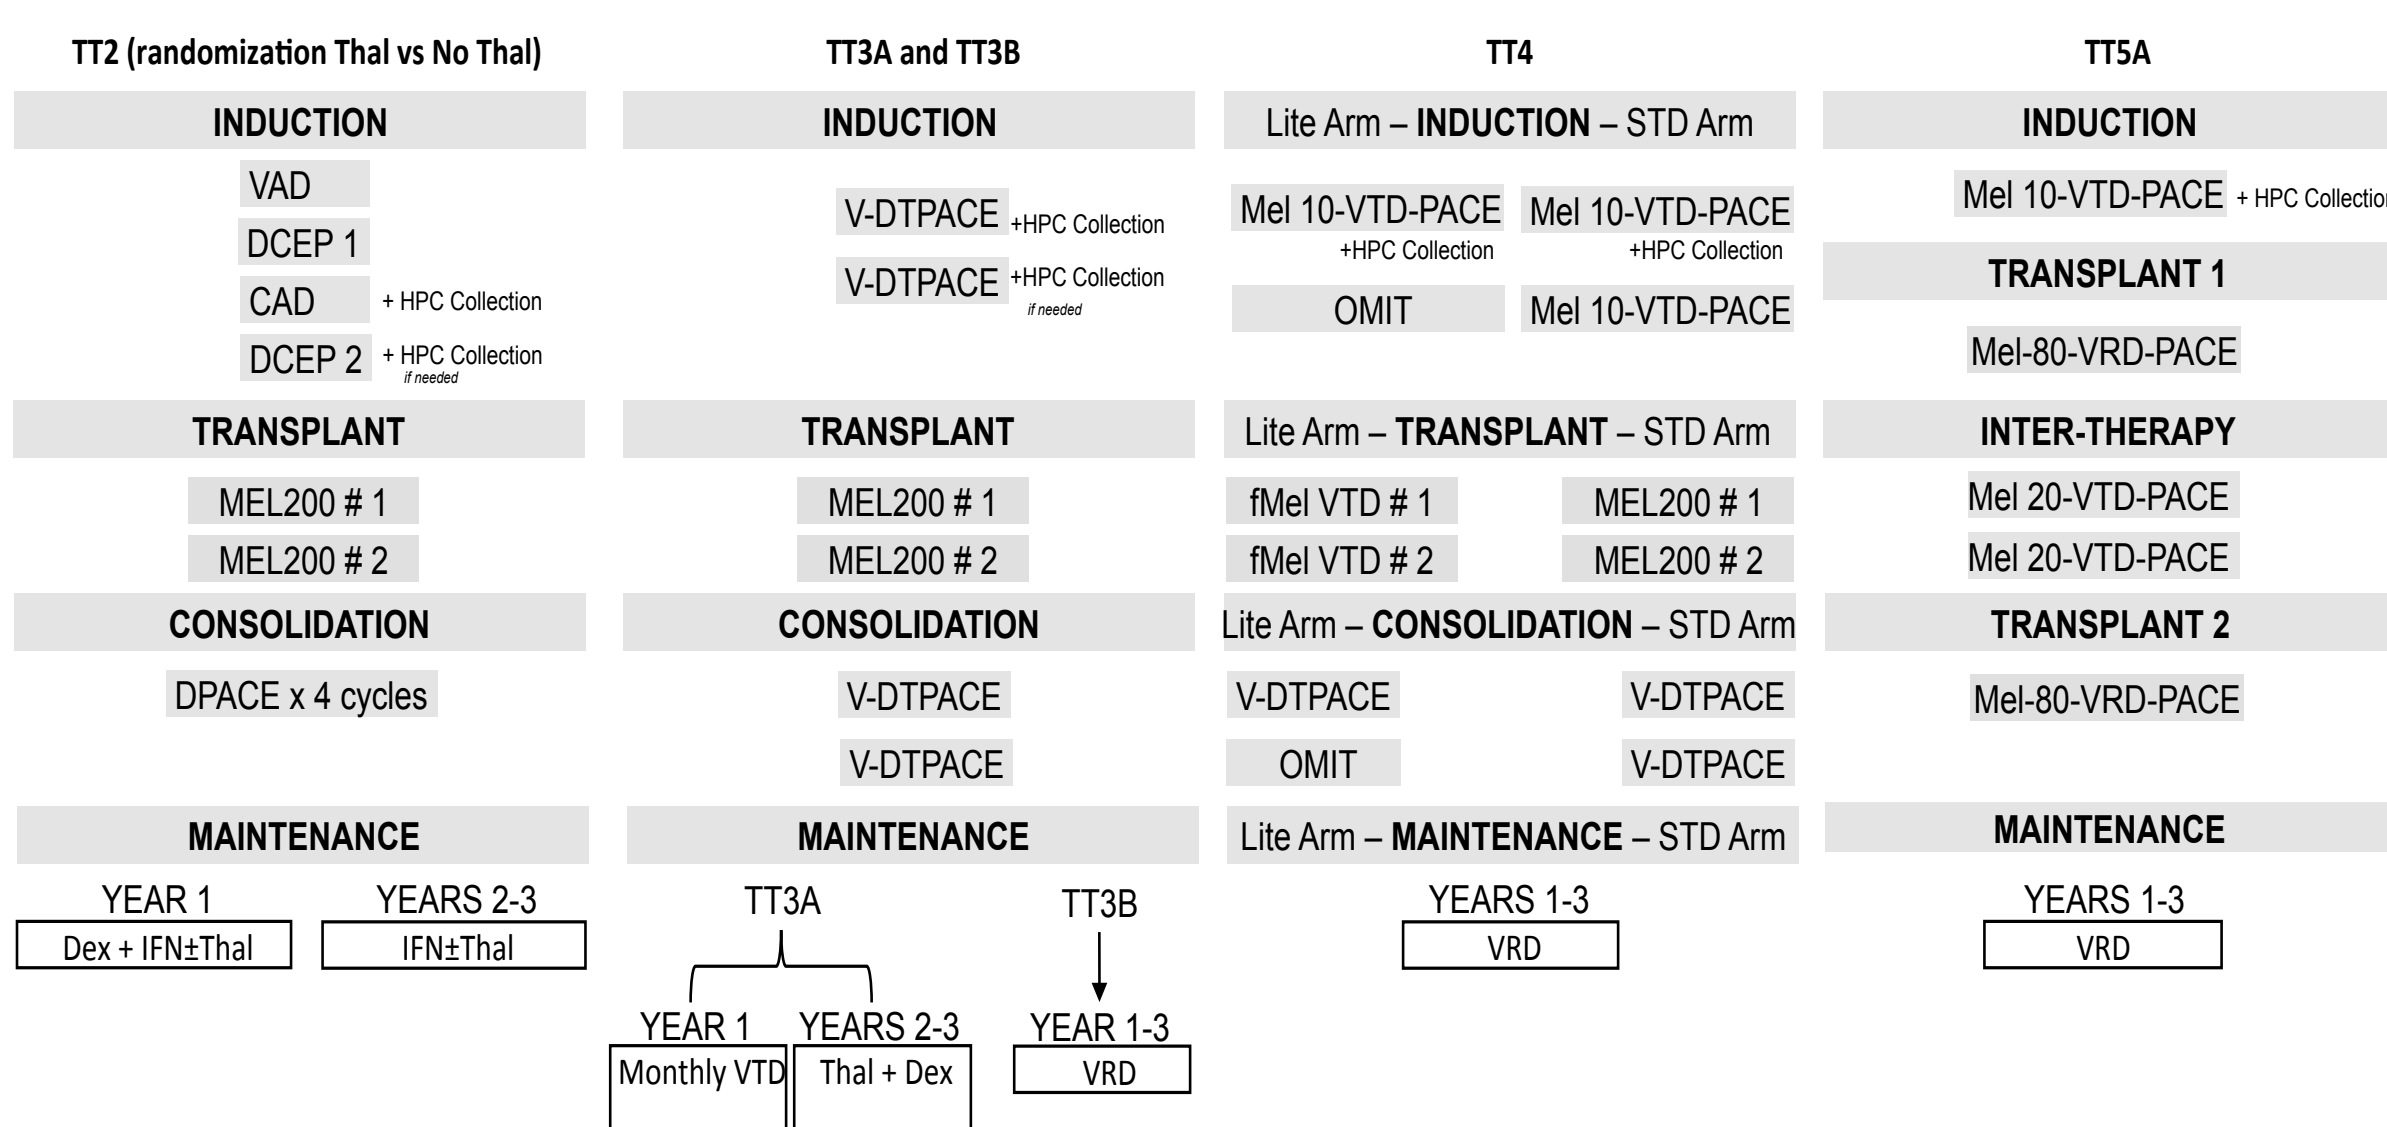 TT2 (randomization Thal vs No Thal)
INDUCTION
VAD
DCEP 1
CAD + HPC Collection
DCEP 2 + HPC Collection
if needed
TRANSPLANT
MEL200 # 1
MEL200 # 2
CONSOLIDATION
DPACE x 4 cycles
MAINTENANCE
YEAR 1 YEARS 2-3
Dex + IFN±Thal IFN±Thal
TT3A and TT3B
INDUCTION
V-DTPACE +HPC Collection
V-DTPACE +HPC Collection
if needed
TRANSPLANT
MEL200 # 1
MEL200 # 2
CONSOLIDATION
V-DTPACE
V-DTPACE
MAINTENANCE
TT3A TT3B
YEAR 1 YEARS 2-3 YEAR 1-3
Monthly VTD Thal + Dex VRD
TT4
Lite Arm – INDUCTION – STD Arm
Mel 10-VTD-PACE Mel 10-VTD-PACE
+HPC Collection +HPC Collection
OMIT Mel 10-VTD-PACE
Lite Arm – TRANSPLANT – STD Arm
fMel VTD # 1 MEL200 # 1
fMel VTD # 2 MEL200 # 2
Lite Arm – CONSOLIDATION – STD Arm
V-DTPACE V-DTPACE
OMIT V-DTPACE
Lite Arm – MAINTENANCE – STD Arm
YEARS 1-3
VRD
TT5A
INDUCTION
Mel 10-VTD-PACE + HPC Collection
TRANSPLANT 1
Mel-80-VRD-PACE
INTER-THERAPY
Mel 20-VTD-PACE
Mel 20-VTD-PACE
TRANSPLANT 2
Mel-80-VRD-PACE
MAINTENANCE
YEARS 1-3
VRD